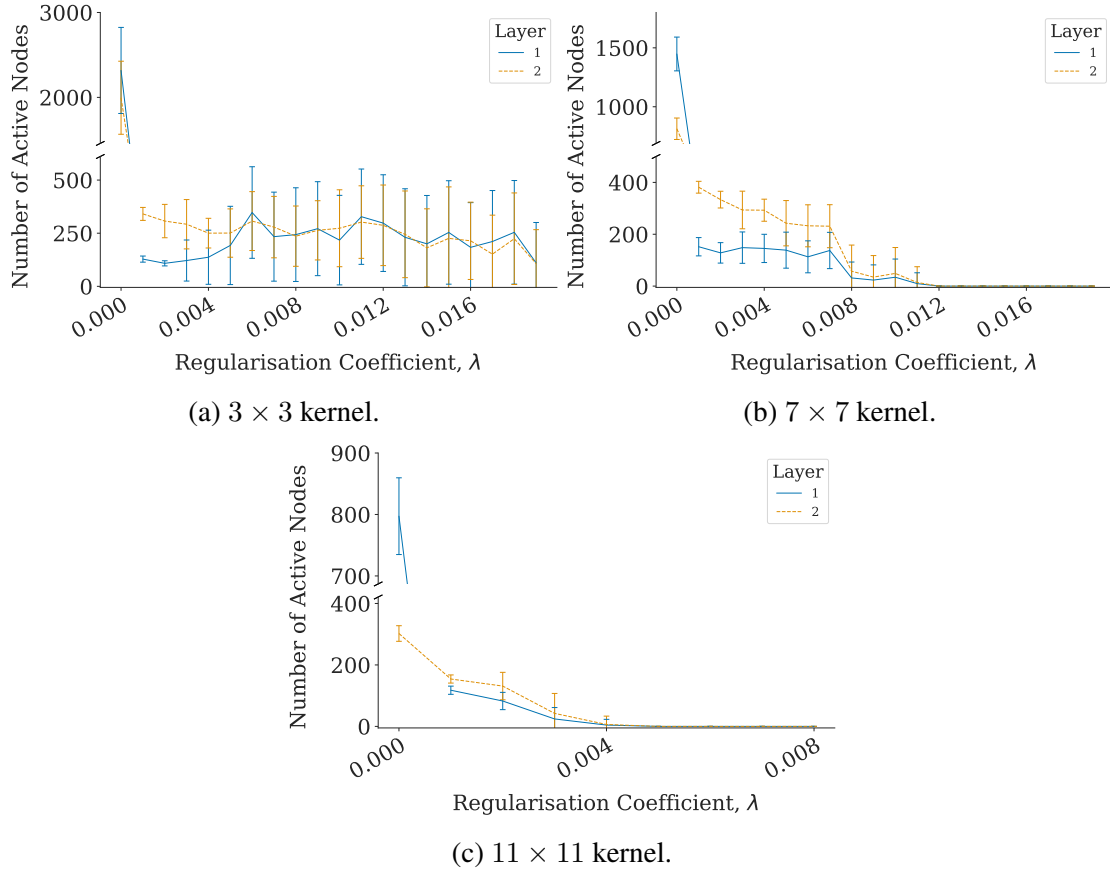 Number of Active Nodes
3000
2000
500
250
0
0.000
0.004
0.008
0.012
0.016
Regularisation Coefficient, λ
Layer
1
2
(a) 3 × 3 kernel.
Number of Active Nodes
1500
1000
400
200
0
0.000
0.004
0.008
0.012
0.016
Regularisation Coefficient, λ
Layer
1
2
(b) 7 × 7 kernel.
Number of Active Nodes
900
800
700
400
200
0
0.000
0.004
0.008
Regularisation Coefficient, λ
Layer
1
2
(c) 11 × 11 kernel.